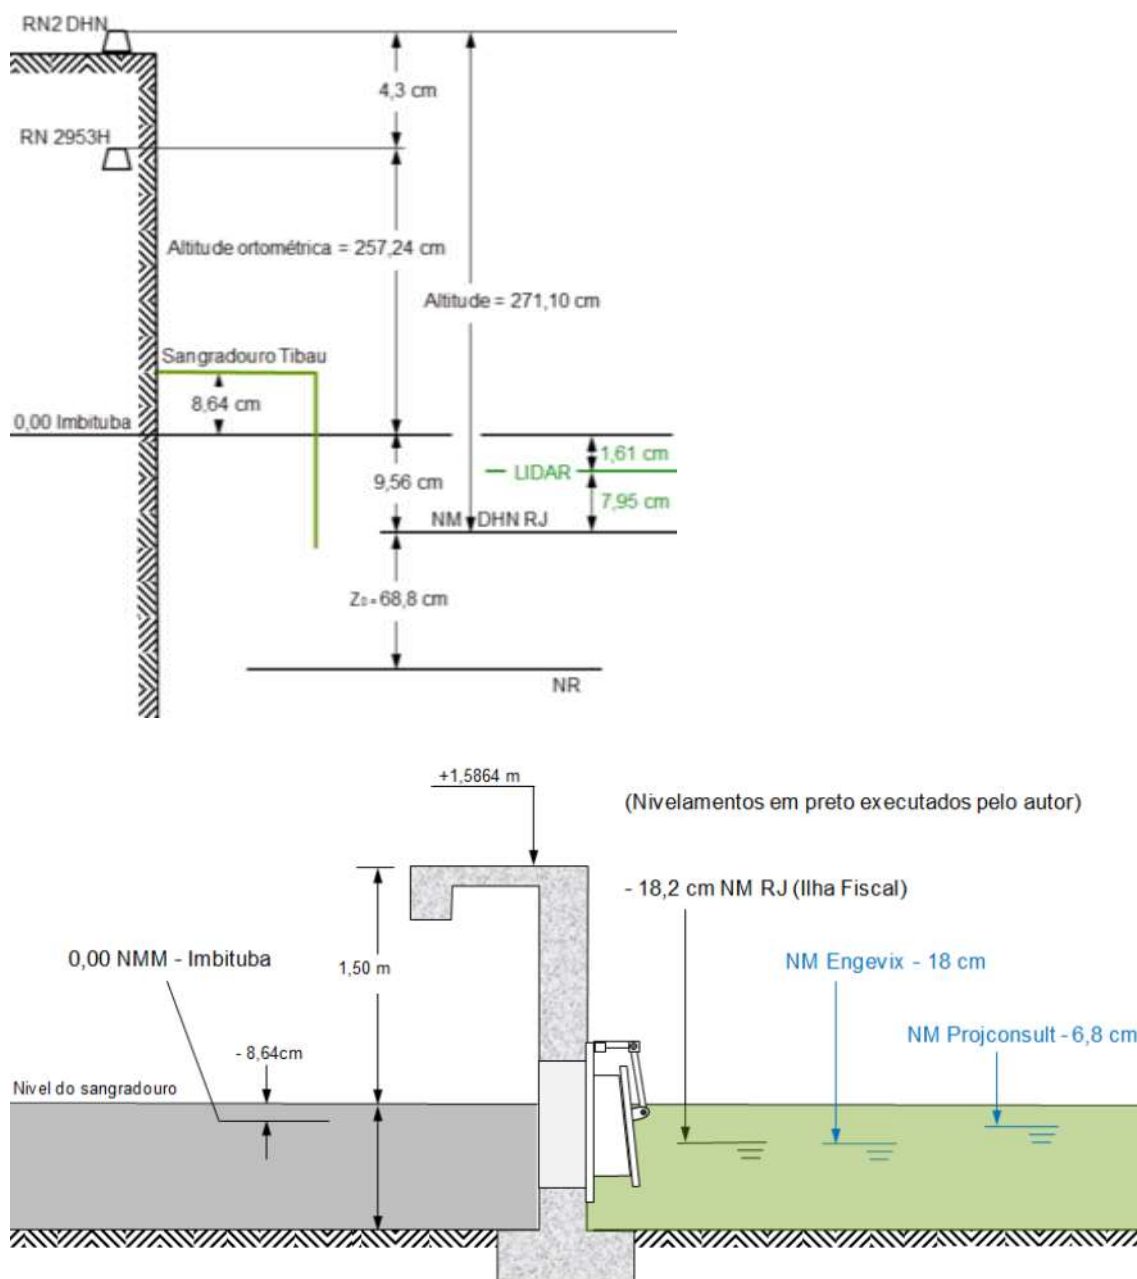 RN2 DHN
4,3 cm
RN 2953H
Altitude ortométrica = 257,24 cm
Altitude = 271,10 cm
Sangradouro Tibau
8,64 cm
0,00 Imbituba
1,61 cm
LIDAR
9,56 cm
7,95 cm
NM DHN RJ
Z₀ = 68,8 cm
NR
+1,5864 m
(Nivelamentos em preto executados pelo autor)
- 18,2 cm NM RJ (Ilha Fiscal)
0,00 NMM - Imbituba
1,50 m
NM Engevix - 18 cm
NM Projconsult - 6,8 cm
- 8,64cm
Nivel do sangradouro